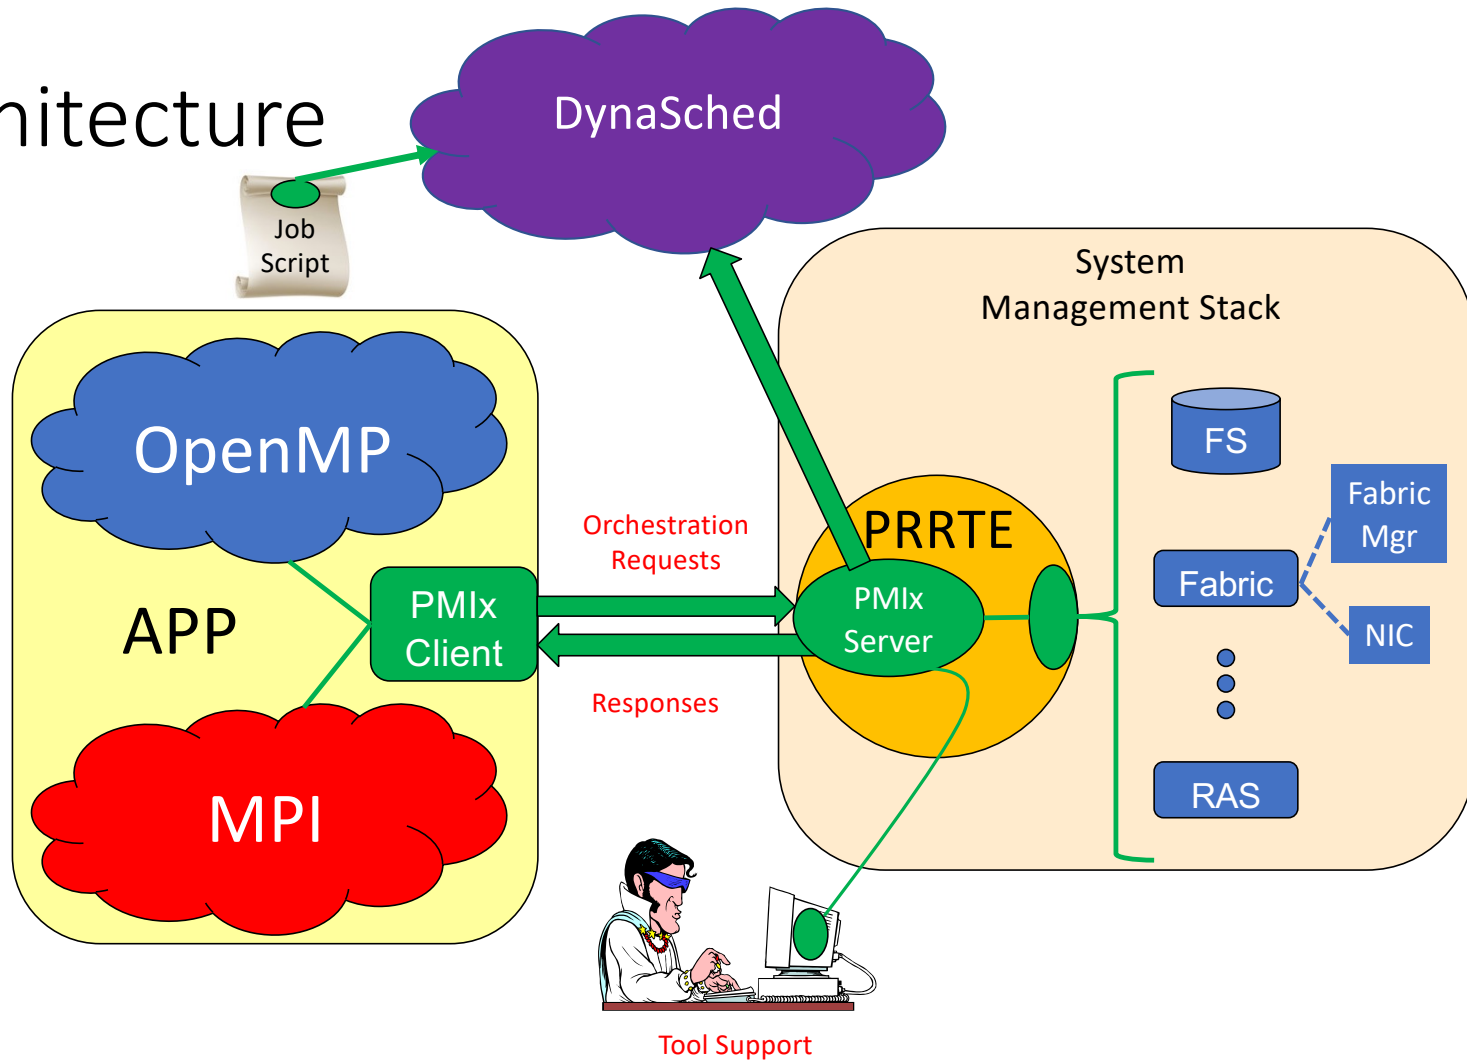 hitecture
DynaSched
Job
Script
System
Management Stack
OpenMP
FS
Fabric
Mgr
Orchestration
Requests
PRRTE
Fabric
APP
PMIx
Client
PMIx
Server
NIC
Responses
MPI
RAS
Tool Support